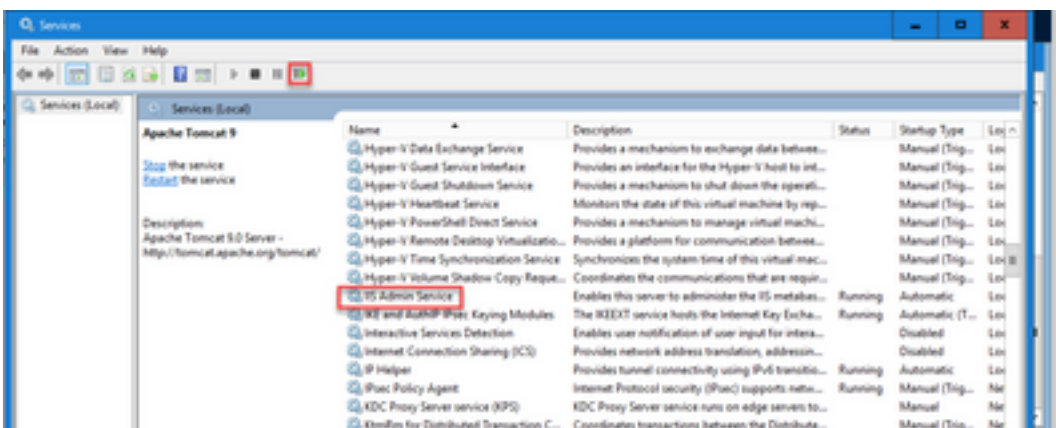 Services
File Action View Help
Services (Local)
Services (Local)
Apache Tomcat 9
Stop the service
Restart the service
Description:
Apache Tomcat 9.0 Server -
http://tomcat.apache.org/tomcat/
Name Description Status Startup Type
Hyper-V Data Exchange Service Provides a mechanism to exchange data betwee... Manual (Trig...
Hyper-V Guest Service Interface Provides an interface for the Hyper-V host to int... Manual (Trig...
Hyper-V Guest Shutdown Service Provides a mechanism to shut down the operati... Manual (Trig...
Hyper-V Heartbeat Service Monitors the state of this virtual machine by rep... Manual (Trig...
Hyper-V PowerShell Direct Service Provides a mechanism to manage virtual machi... Manual (Trig...
Hyper-V Remote Desktop Virtualizatio... Provides a platform for communication betwee... Manual (Trig...
Hyper-V Time Synchronization Service Synchronizes the system time of this virtual mac... Manual (Trig...
Hyper-V Volume Shadow Copy Reque... Coordinates the communications that are requir... Manual (Trig...
IIS Admin Service Enables this server to administer the IIS metabas... Running Automatic
IKE and AuthIP IPsec Keying Modules The IKEEXT service hosts the Internet Key Excha... Running Automatic (T...
Interactive Services Detection Enables user notification of user input for intera... Disabled
Internet Connection Sharing (ICS) Provides network address translation, addressin... Disabled
IP Helper Provides tunnel connectivity using IPv6 transitio... Running Automatic
IPsec Policy Agent Internet Protocol security (IPsec) supports netw... Running Manual (Trig...
KDC Proxy Server service (KPS) KDC Proxy Server service runs on edge servers to... Manual
KtmRm for Distributed Transaction C... Coordinates transactions between the Distribute... Manual (Trig...